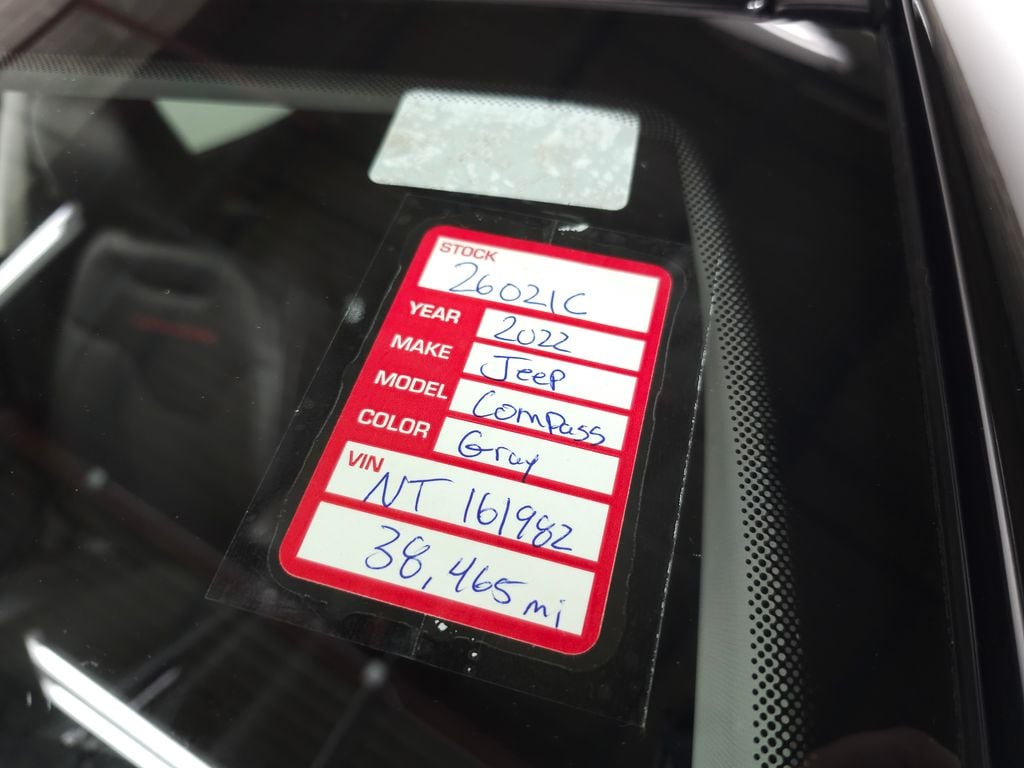 STOCK
26021C
YEAR 2022
MAKE Jeep
MODEL Compass
COLOR Gray
VIN
NT 161982
38,465 mi